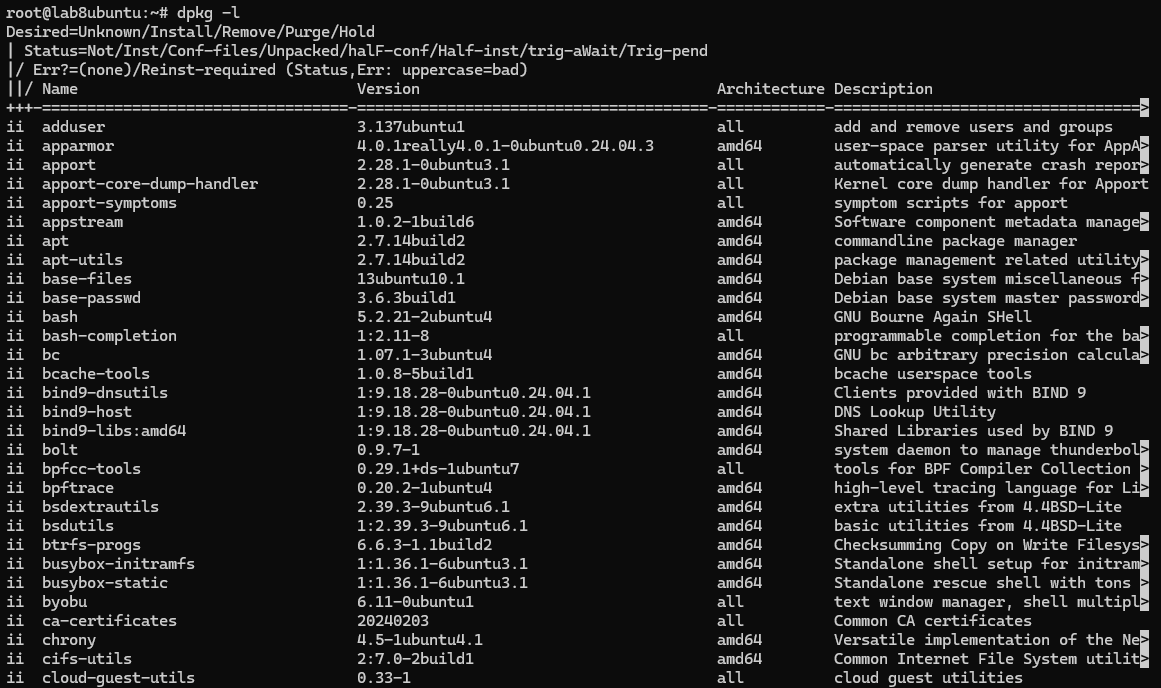 root@lab8ubuntu:~# dpkg -l
Desired=Unknown/Install/Remove/Purge/Hold
| Status=Not/Inst/Conf-files/Unpacked/halF-conf/Half-inst/trig-aWait/Trig-pend
|/ Err?=(none)/Reinst-required (Status,Err: uppercase=bad)
||/ Name                               Version                                 Architecture Description
+++-==================================-=======================================-============-==================================>
ii  adduser                            3.137ubuntu1                            all          add and remove users and groups
ii  apparmor                           4.0.1really4.0.1-0ubuntu0.24.04.3       amd64        user-space parser utility for AppA>
ii  apport                             2.28.1-0ubuntu3.1                       all          automatically generate crash repor>
ii  apport-core-dump-handler           2.28.1-0ubuntu3.1                       all          Kernel core dump handler for Apport
ii  apport-symptoms                    0.25                                    all          symptom scripts for apport
ii  appstream                          1.0.2-1build6                           amd64        Software component metadata manage>
ii  apt                                2.7.14build2                            amd64        commandline package manager
ii  apt-utils                          2.7.14build2                            amd64        package management related utility>
ii  base-files                         13ubuntu10.1                            amd64        Debian base system miscellaneous f>
ii  base-passwd                        3.6.3build1                             amd64        Debian base system master password>
ii  bash                               5.2.21-2ubuntu4                         amd64        GNU Bourne Again SHell
ii  bash-completion                    1:2.11-8                                all          programmable completion for the ba>
ii  bc                                 1.07.1-3ubuntu4                         amd64        GNU bc arbitrary precision calcula>
ii  bcache-tools                       1.0.8-5build1                           amd64        bcache userspace tools
ii  bind9-dnsutils                     1:9.18.28-0ubuntu0.24.04.1              amd64        Clients provided with BIND 9
ii  bind9-host                         1:9.18.28-0ubuntu0.24.04.1              amd64        DNS Lookup Utility
ii  bind9-libs:amd64                   1:9.18.28-0ubuntu0.24.04.1              amd64        Shared Libraries used by BIND 9
ii  bolt                               0.9.7-1                                 amd64        system daemon to manage thunderbol>
ii  bpfcc-tools                        0.29.1+ds-1ubuntu7                      all          tools for BPF Compiler Collection >
ii  bpftrace                           0.20.2-1ubuntu4                         amd64        high-level tracing language for Li>
ii  bsdextrautils                      2.39.3-9ubuntu6.1                       amd64        extra utilities from 4.4BSD-Lite
ii  bsdutils                           1:2.39.3-9ubuntu6.1                     amd64        basic utilities from 4.4BSD-Lite
ii  btrfs-progs                        6.6.3-1.1build2                         amd64        Checksumming Copy on Write Filesys>
ii  busybox-initramfs                  1:1.36.1-6ubuntu3.1                     amd64        Standalone shell setup for initram>
ii  busybox-static                     1:1.36.1-6ubuntu3.1                     amd64        Standalone rescue shell with tons >
ii  byobu                              6.11-0ubuntu1                           all          text window manager, shell multipl>
ii  ca-certificates                    20240203                                all          Common CA certificates
ii  chrony                             4.5-1ubuntu4.1                          amd64        Versatile implementation of the Ne>
ii  cifs-utils                         2:7.0-2build1                           amd64        Common Internet File System utilit>
ii  cloud-guest-utils                  0.33-1                                  all          cloud guest utilities